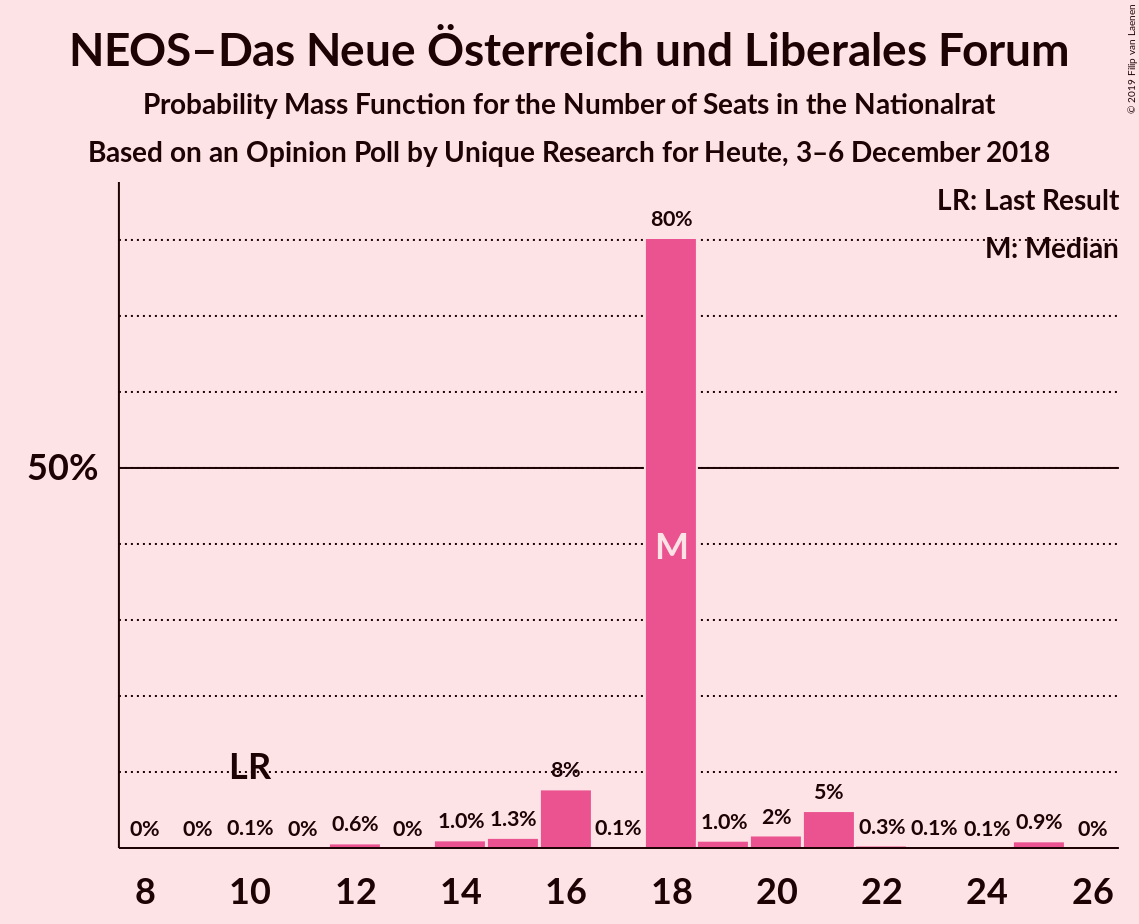 NEOS–Das Neue Österreich und Liberales Forum
Probability Mass Function for the Number of Seats in the Nationalrat
Based on an Opinion Poll by Unique Research for Heute, 3–6 December 2018
© 2019 Filip van Laenen
LR: Last Result
M: Median
80%
50%
M
LR
0% 0% 0.1% 0% 0.6% 0% 1.0% 1.3% 8% 0.1% 1.0% 2% 5% 0.3% 0.1% 0.1% 0.9% 0%
8 10 12 14 16 18 20 22 24 26